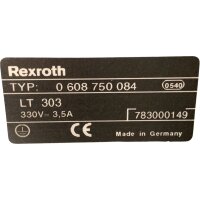 Rexroth
TYP: 0 608 750 084 0540
LT 303
330V - 3,5A 783000149
CE Made in Germany